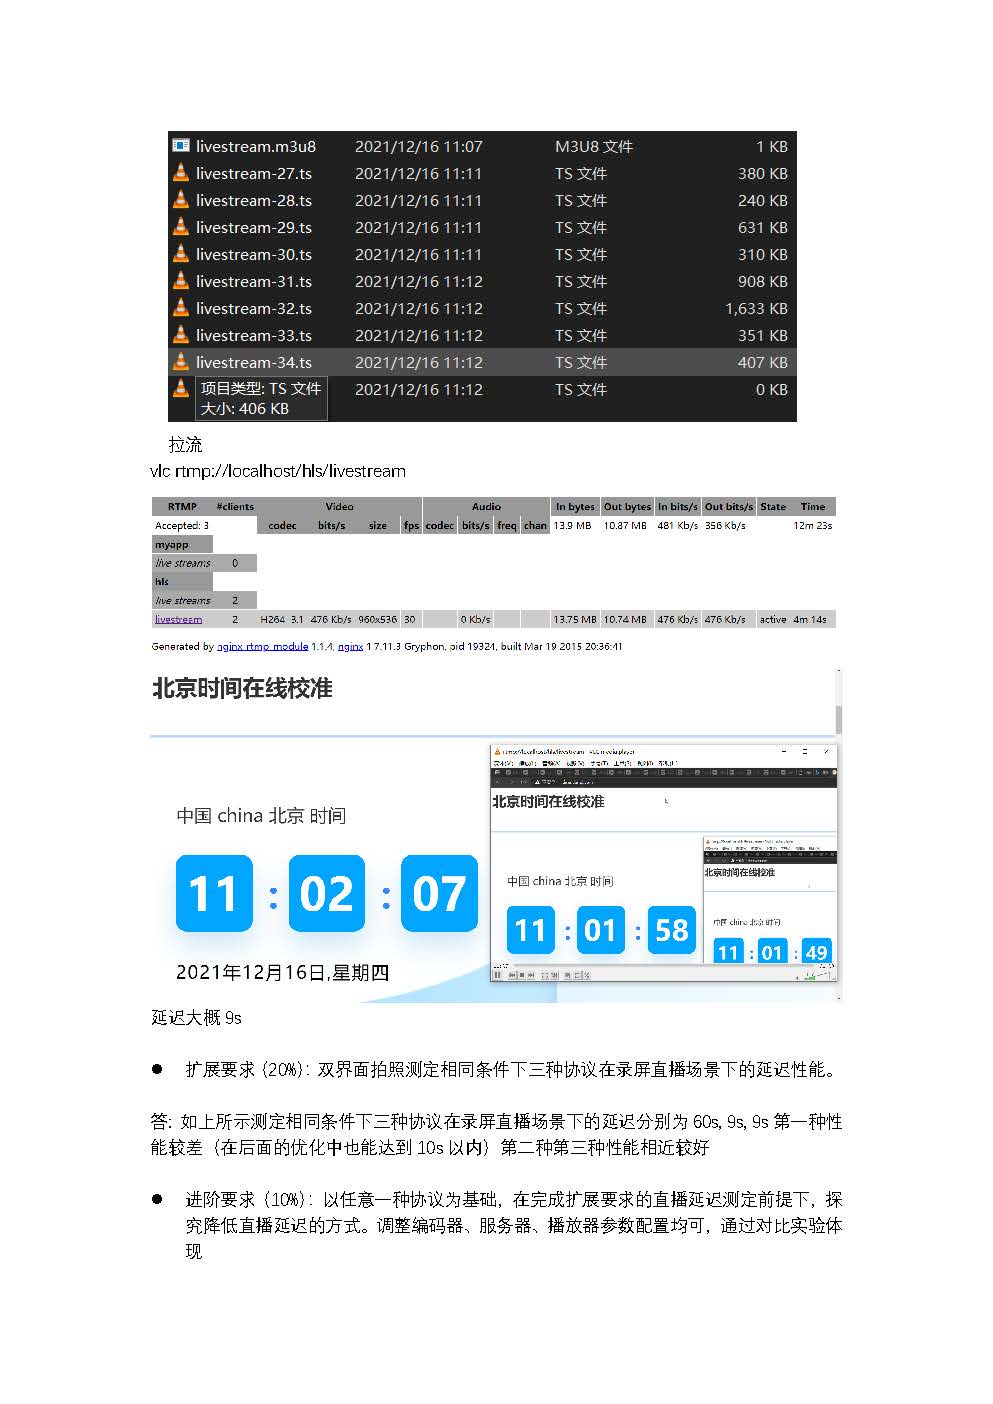 livestream.m3u8 2021/12/16 11:07 M3U8 文件 1 KB
livestream-27.ts 2021/12/16 11:11 TS 文件 380 KB
livestream-28.ts 2021/12/16 11:11 TS 文件 240 KB
livestream-29.ts 2021/12/16 11:11 TS 文件 631 KB
livestream-30.ts 2021/12/16 11:11 TS 文件 310 KB
livestream-31.ts 2021/12/16 11:12 TS 文件 908 KB
livestream-32.ts 2021/12/16 11:12 TS 文件 1,633 KB
livestream-33.ts 2021/12/16 11:12 TS 文件 351 KB
livestream-34.ts 2021/12/16 11:12 TS 文件 407 KB
项目类型: TS 文件 2021/12/16 11:12 TS 文件 0 KB
大小: 406 KB
拉流
vlc rtmp://localhost/hls/livestream
RTMP #clients Video Audio In bytes Out bytes In bits/s Out bits/s State Time
Accepted: 3 codec bits/s size fps codec bits/s freq chan 13.9 MB 10.87 MB 481 Kb/s 356 Kb/s 12m 23s
myapp
live streams 0
hls
live streams 2
livestream 2 H264 3.1 476 Kb/s 960x536 30 0 Kb/s 13.75 MB 10.74 MB 476 Kb/s 476 Kb/s active 4m 14s
Generated by nginx-rtmp-module 1.1.4, nginx 1.7.11.3 Gryphon, pid 19324, built Mar 19 2015 20:36:41
北京时间在线校准
rtmp://localhost/hls/livestream - VLC media player
北京时间在线校准
北京时间在线校准
中国 china 北京 时间
中国 china 北京 时间
中国 china 北京 时间
11 : 02 : 07
11 : 01 : 58
11 : 01 : 49
2021年12月16日,星期四
延迟大概 9s
● 扩展要求 (20%)：双界面拍照测定相同条件下三种协议在录屏直播场景下的延迟性能。
答: 如上所示测定相同条件下三种协议在录屏直播场景下的延迟分别为 60s, 9s, 9s 第一种性
能较差（在后面的优化中也能达到 10s 以内）第二种第三种性能相近较好
● 进阶要求（10%）：以任意一种协议为基础，在完成扩展要求的直播延迟测定前提下，探
究降低直播延迟的方式。调整编码器、服务器、播放器参数配置均可，通过对比实验体
现